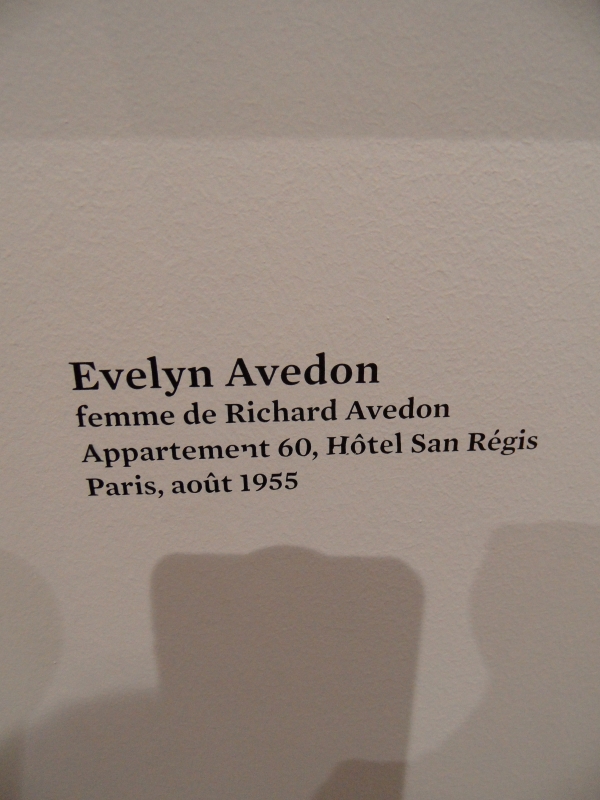 Evelyn Avedon
femme de Richard Avedon
Appartement 60, Hôtel San Régis
Paris, août 1955